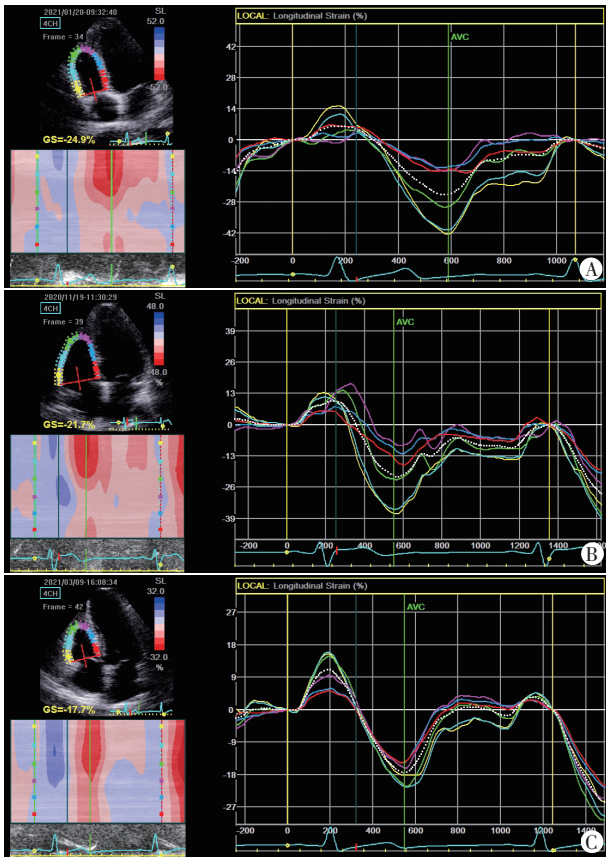 2021/01/20-09:32:40
4CH
Frame = 34
SL
52.0
-52.0
GS=-24.9%
LOCAL: Longitudinal Strain (%)
AVC
42
28
14
0
-14
-28
-42
-200 0 200 400 600 800 1000
A
2020/11/19-11:30:29
4CH
Frame = 39
SL
48.0
-48.0
%
GS=-21.7%
LOCAL: Longitudinal Strain (%)
AVC
39
26
13
0
-13
-26
-39
-200 0 200 400 600 800 1000 1200 1400
B
2021/03/09-16:08:34
4CH
Frame = 42
SL
32.0
-32.0
%
GS=-17.7%
LOCAL: Longitudinal Strain (%)
AVC
27
18
9
0
-9
-18
-27
-200 0 200 400 600 800 1000 1200 1400
C